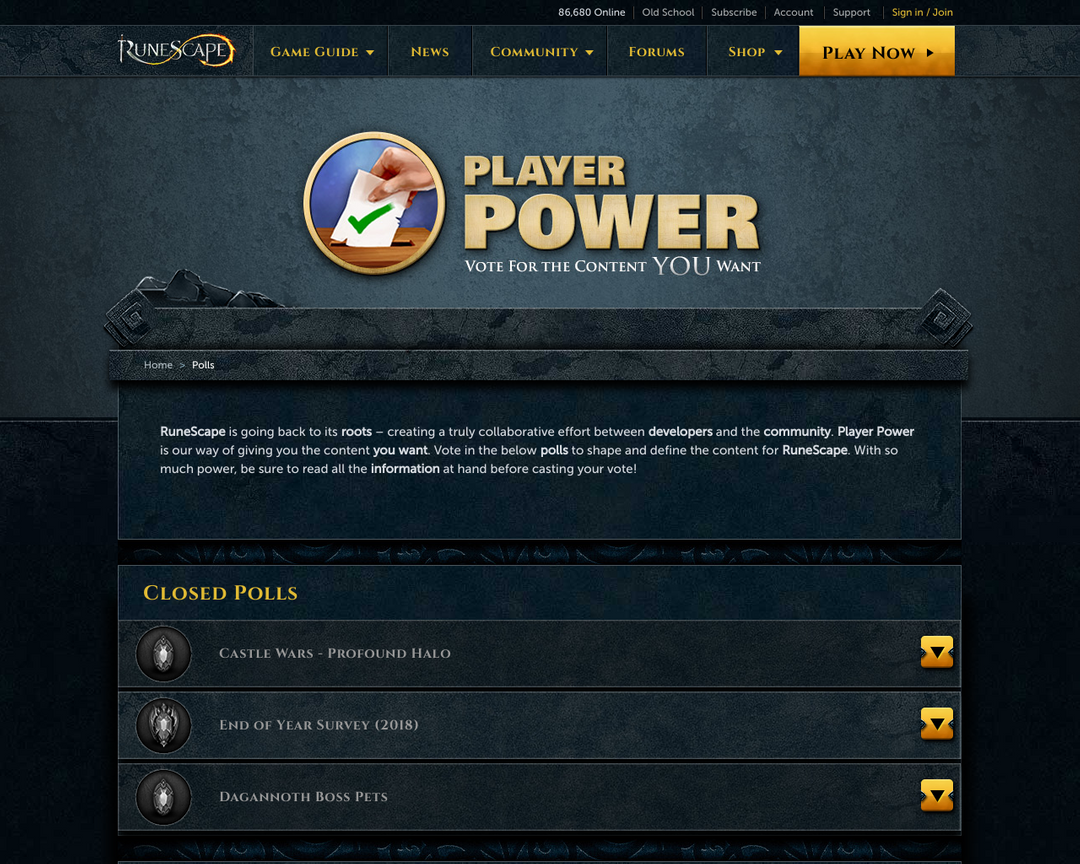 86,680 Online Old School Subscribe Account Support Sign in / Join
RuneScape Game Guide News Community Forums Shop Play Now
PLAYER
POWER
Vote For the Content YOU Want
Home > Polls
RuneScape is going back to its roots – creating a truly collaborative effort between developers and the community. Player Power
is our way of giving you the content you want. Vote in the below polls to shape and define the content for RuneScape. With so
much power, be sure to read all the information at hand before casting your vote!
Closed Polls
Castle Wars - Profound Halo
End of Year Survey (2018)
Dagannoth Boss Pets